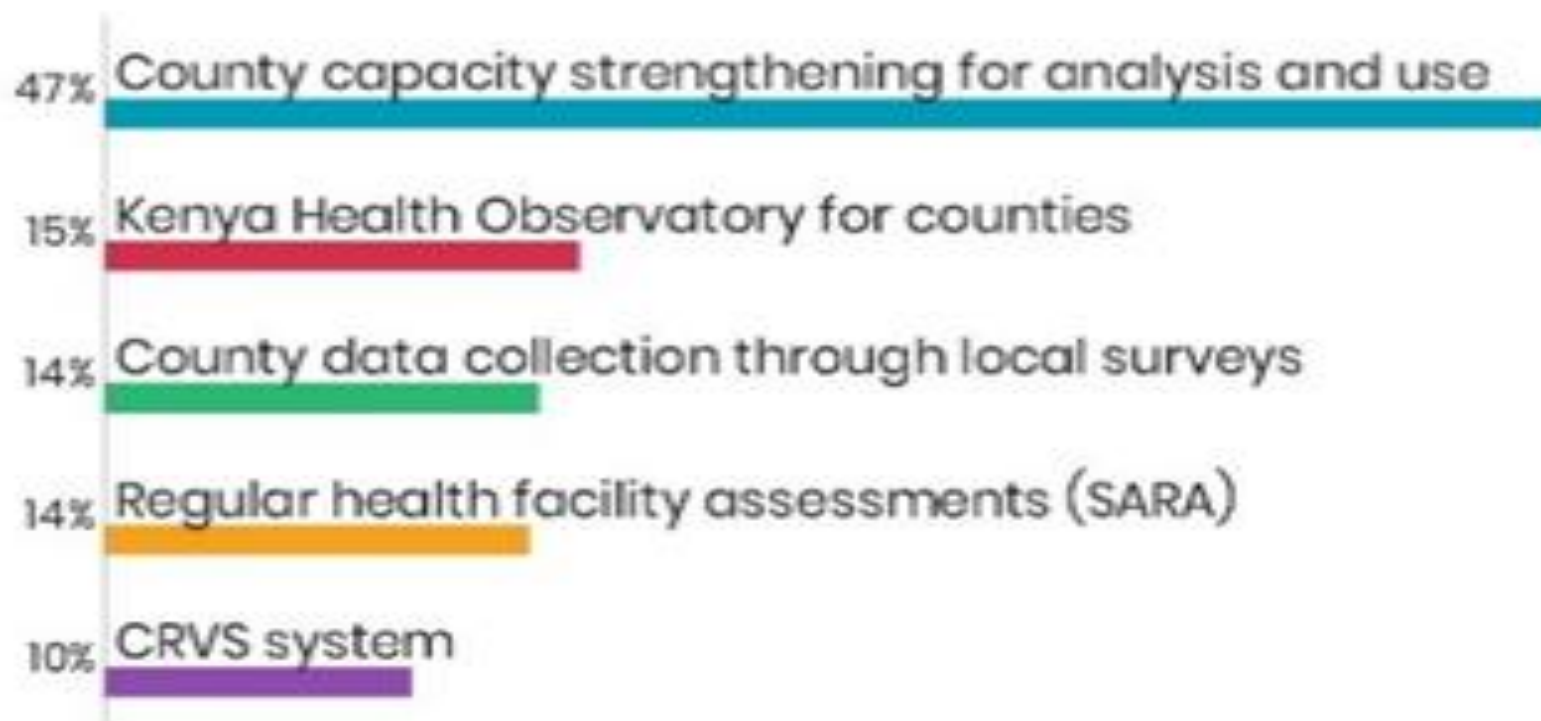 47% County capacity strengthening for analysis and use
15% Kenya Health Observatory for counties
14% County data collection through local surveys
14% Regular health facility assessments (SARA)
10% CRVS system